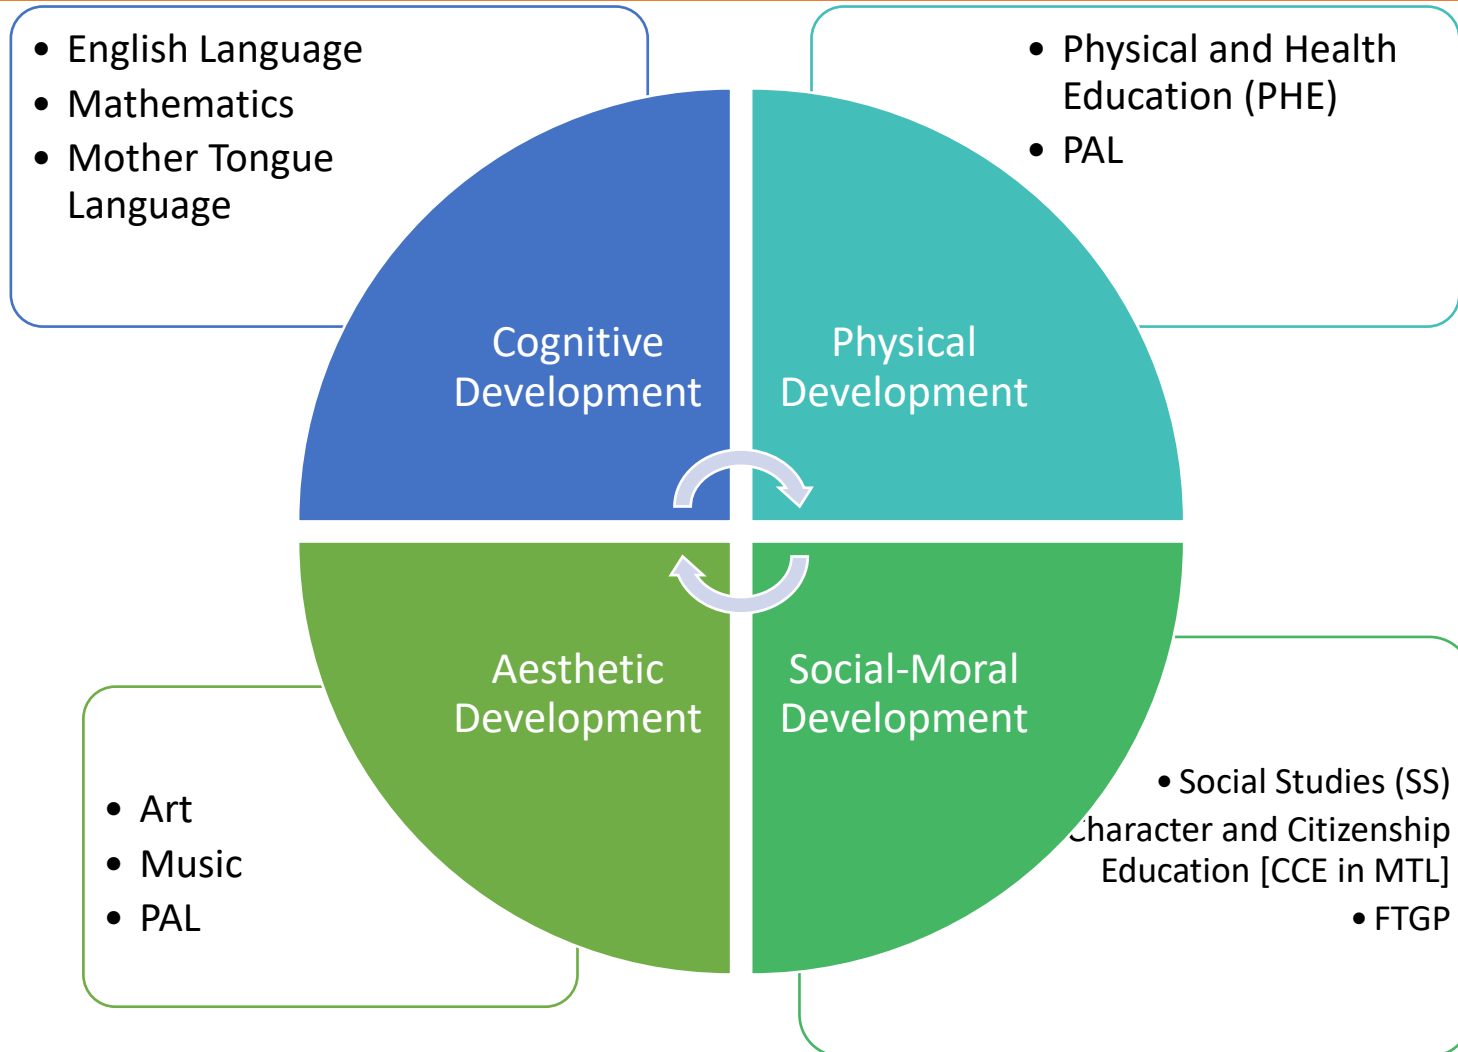 • English Language
• Mathematics
• Mother Tongue
Language
• Physical and Health
Education (PHE)
• PAL
Cognitive
Development
Physical
Development
Aesthetic
Development
Social-Moral
Development
• Art
• Music
• PAL
• Social Studies (SS)
Character and Citizenship
Education [CCE in MTL]
• FTGP